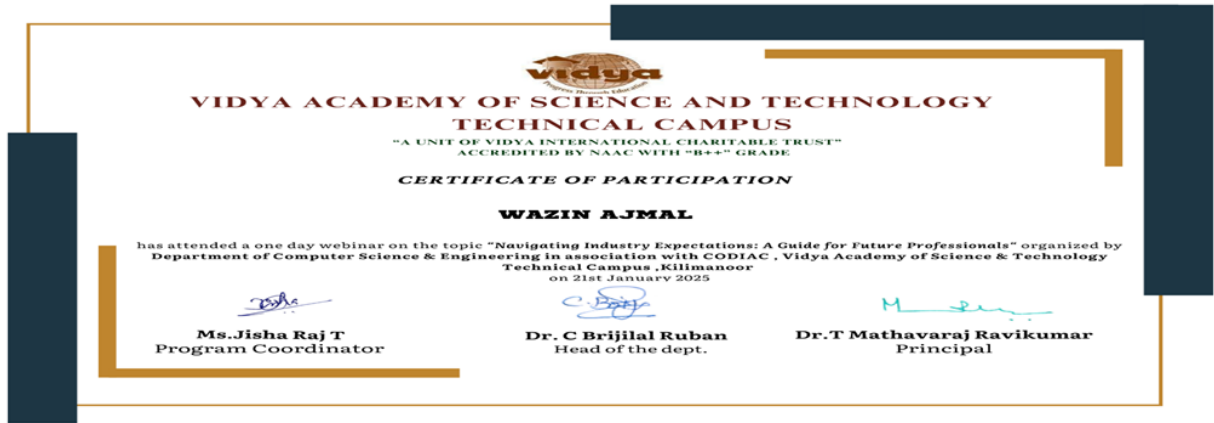 vidya
Progress Through Education
VIDYA ACADEMY OF SCIENCE AND TECHNOLOGY
TECHNICAL CAMPUS
"A UNIT OF VIDYA INTERNATIONAL CHARITABLE TRUST"
ACCREDITED BY NAAC WITH "B++" GRADE
CERTIFICATE OF PARTICIPATION
WAZIN AJMAL
has attended a one day webinar on the topic "Navigating Industry Expectations: A Guide for Future Professionals" organized by
Department of Computer Science & Engineering in association with CODIAC , Vidya Academy of Science & Technology
Technical Campus ,Kilimanoor
on 21st January 2025
Ms.Jisha Raj T
Program Coordinator
Dr. C Brijilal Ruban
Head of the dept.
Dr.T Mathavaraj Ravikumar
Principal